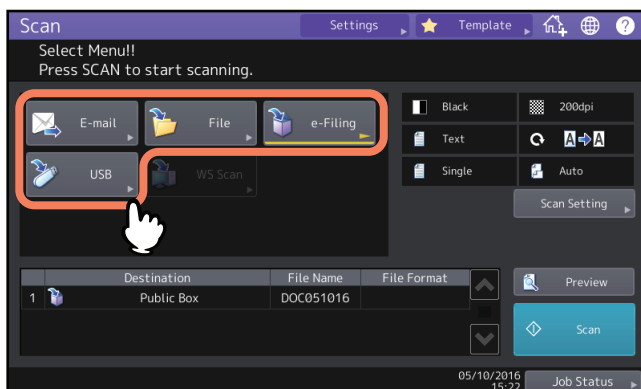 Scan
Settings
Template
?
Select Menu!!
Press SCAN to start scanning.
E-mail
File
e-Filing
USB
WS Scan
Black
200dpi
Text
A A
Single
Auto
Scan Setting
Destination File Name File Format
1 Public Box DOC051016
Preview
Scan
05/10/2016
15:22
Job Status